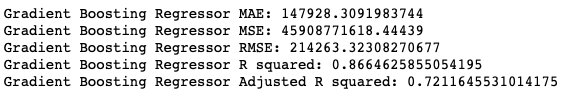 Gradient Boosting Regressor MAE: 147928.3091983744
Gradient Boosting Regressor MSE: 45908771618.44439
Gradient Boosting Regressor RMSE: 214263.32308270677
Gradient Boosting Regressor R squared: 0.8664625855054195
Gradient Boosting Regressor Adjusted R squared: 0.7211645531014175